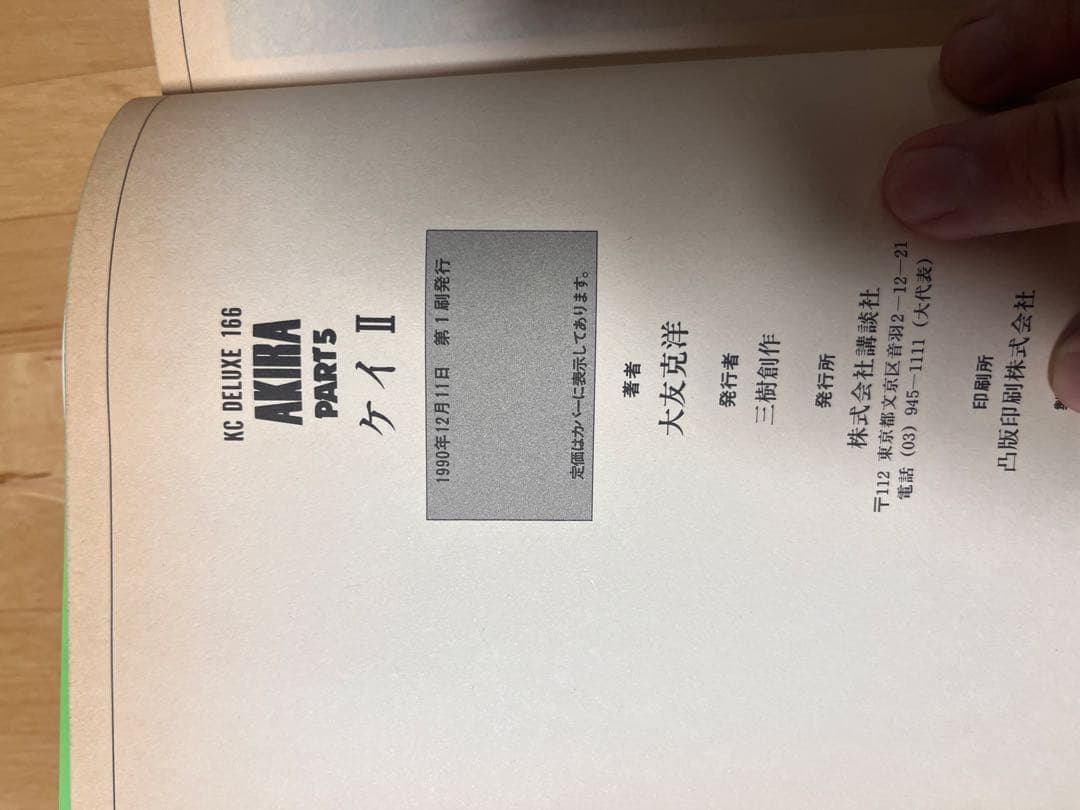 KC DELUXE 166
AKIRA
PART5
ケイ II
1990年12月11日 第1刷発行
定価はカバーに表示してあります。
著者
大友克洋
発行者
三樹創作
発行所
株式会社講談社
〒112 東京都文京区音羽2—12—21
電話 (03) 945—1111 (大代表)
印刷所
凸版印刷株式会社